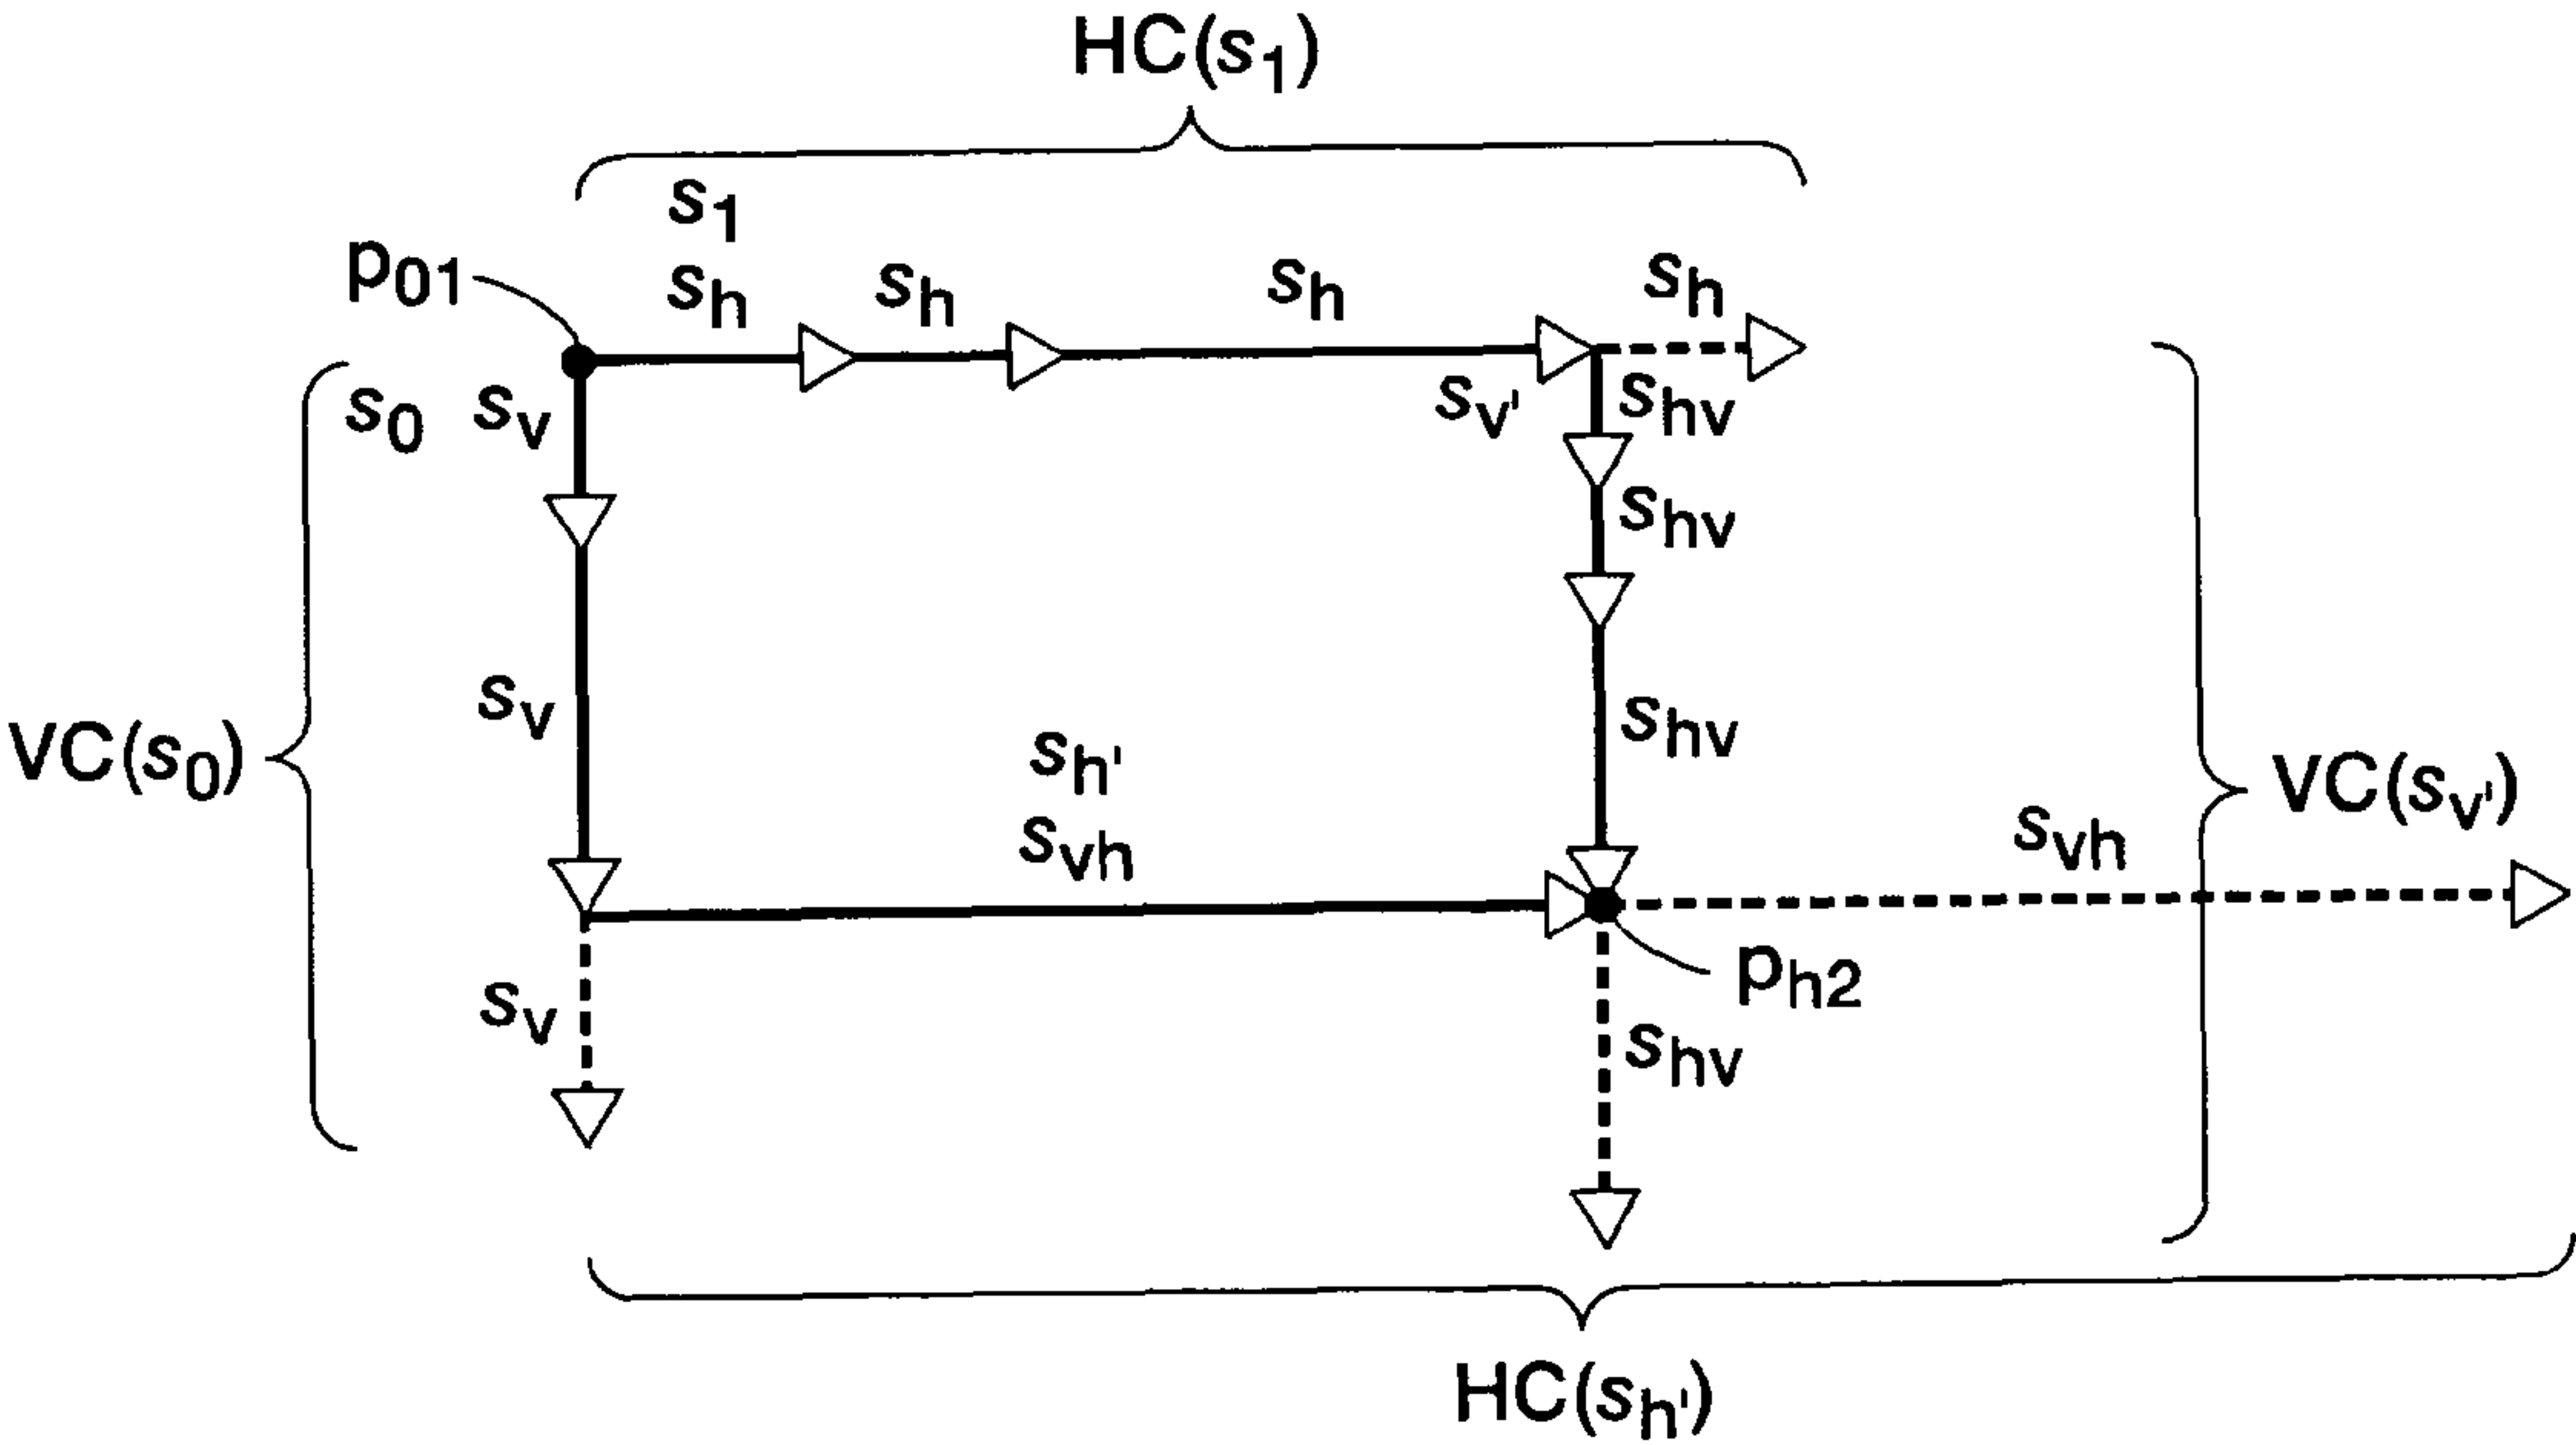 HC(s₁)
s₁
p₀₁
sₕ sₕ sₕ sₕ
s₀ sᵥ sᵥ' sₕᵥ
sₕᵥ
sᵥ sₕᵥ
VC(s₀)
sₕ'
VC(sᵥ')
sᵥₕ sᵥₕ
pₕ₂
sᵥ sₕᵥ
HC(sₕ')